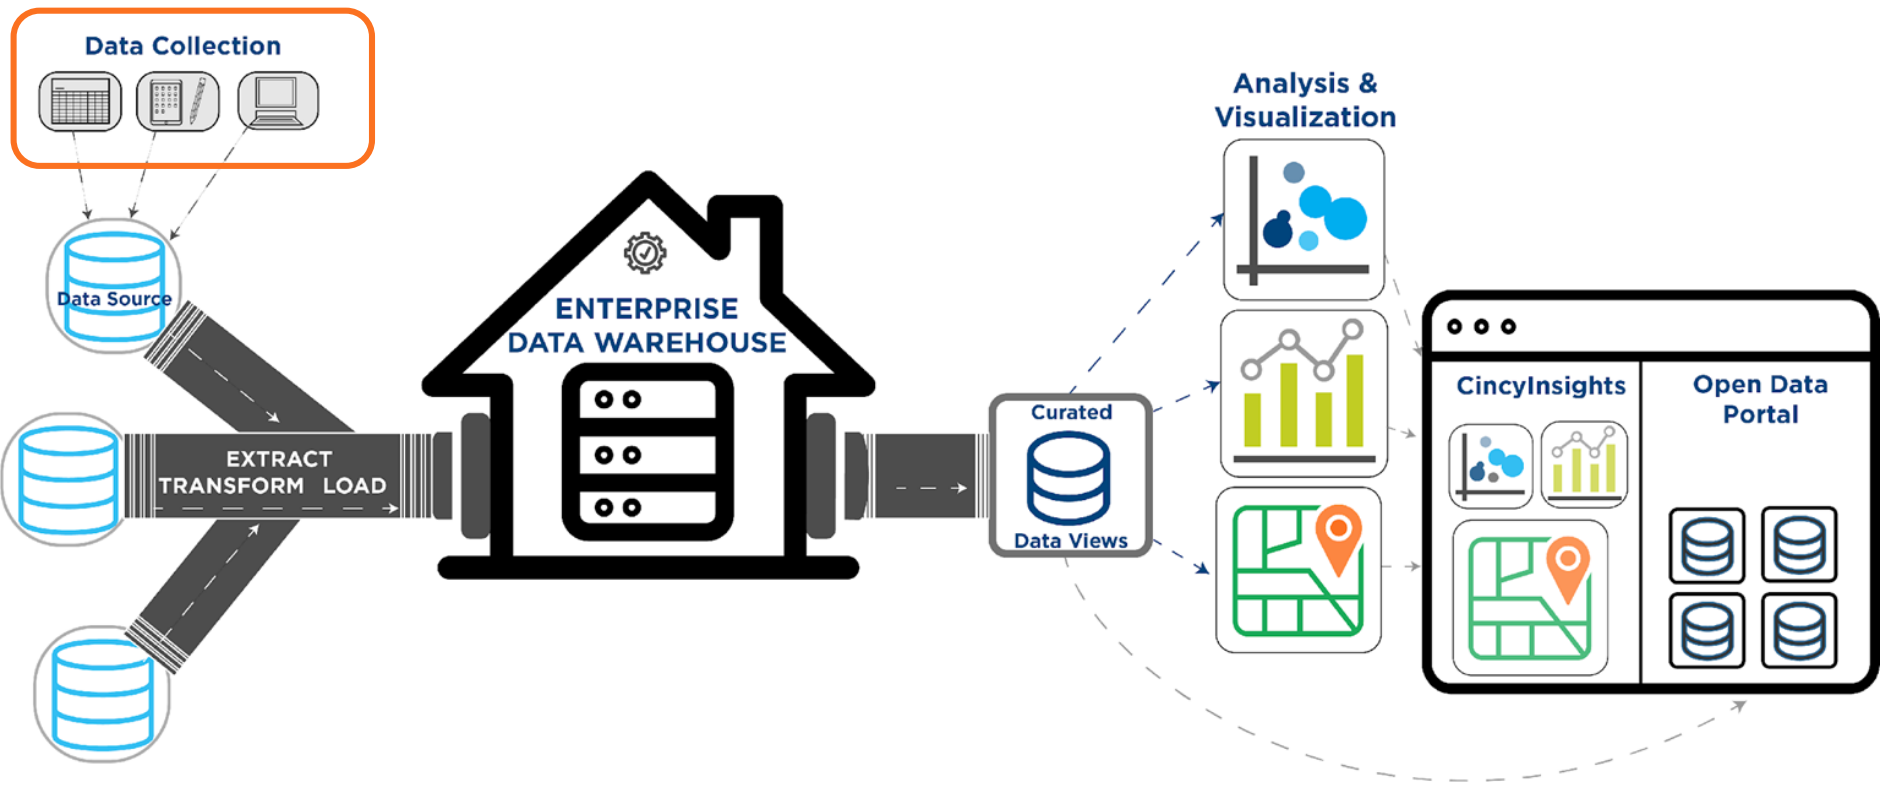 Data Collection
Data Source
EXTRACT
TRANSFORM LOAD
ENTERPRISE
DATA WAREHOUSE
Curated
Data Views
Analysis &
Visualization
CincyInsights
Open Data
Portal